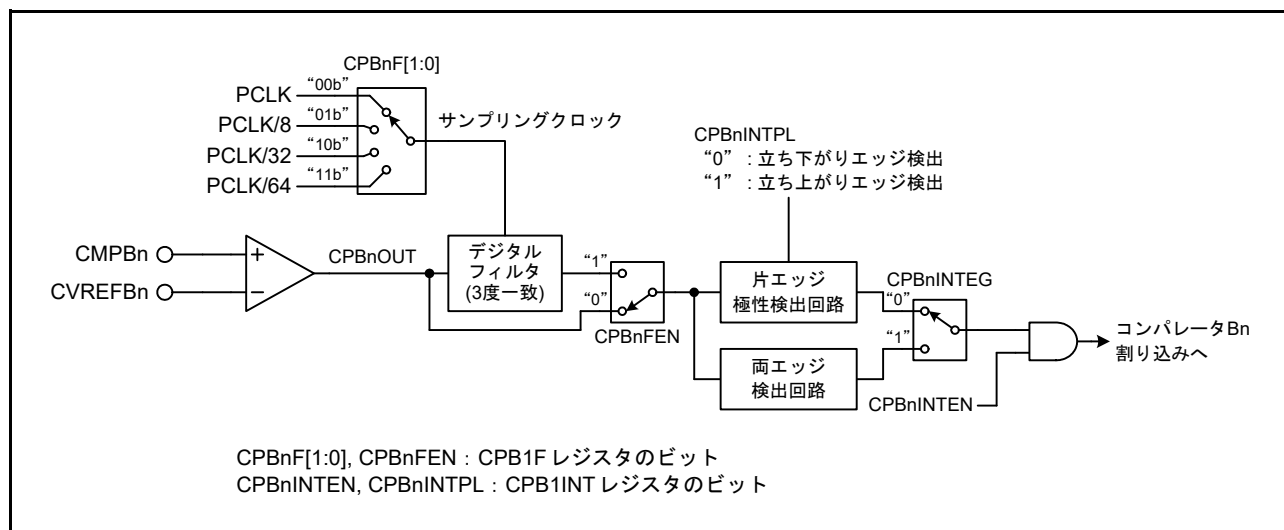 CPBnF[1:0]
PCLK
“00b”
PCLK/8
“01b”
PCLK/32
“10b”
PCLK/64
“11b”
サンプリングクロック
CPBnINTPL
“0” : 立ち下がりエッジ検出
“1” : 立ち上がりエッジ検出
CMPBn
+
CVREFBn
−
CPBnOUT
デジタル
フィルタ
(3度一致)
“1”
“0”
CPBnFEN
片エッジ
極性検出回路
両エッジ
検出回路
CPBnINTEG
“0”
“1”
CPBnINTEN
コンパレータBn
割り込みへ
CPBnF[1:0], CPBnFEN : CPB1F レジスタのビット
CPBnINTEN, CPBnINTPL : CPB1INT レジスタのビット